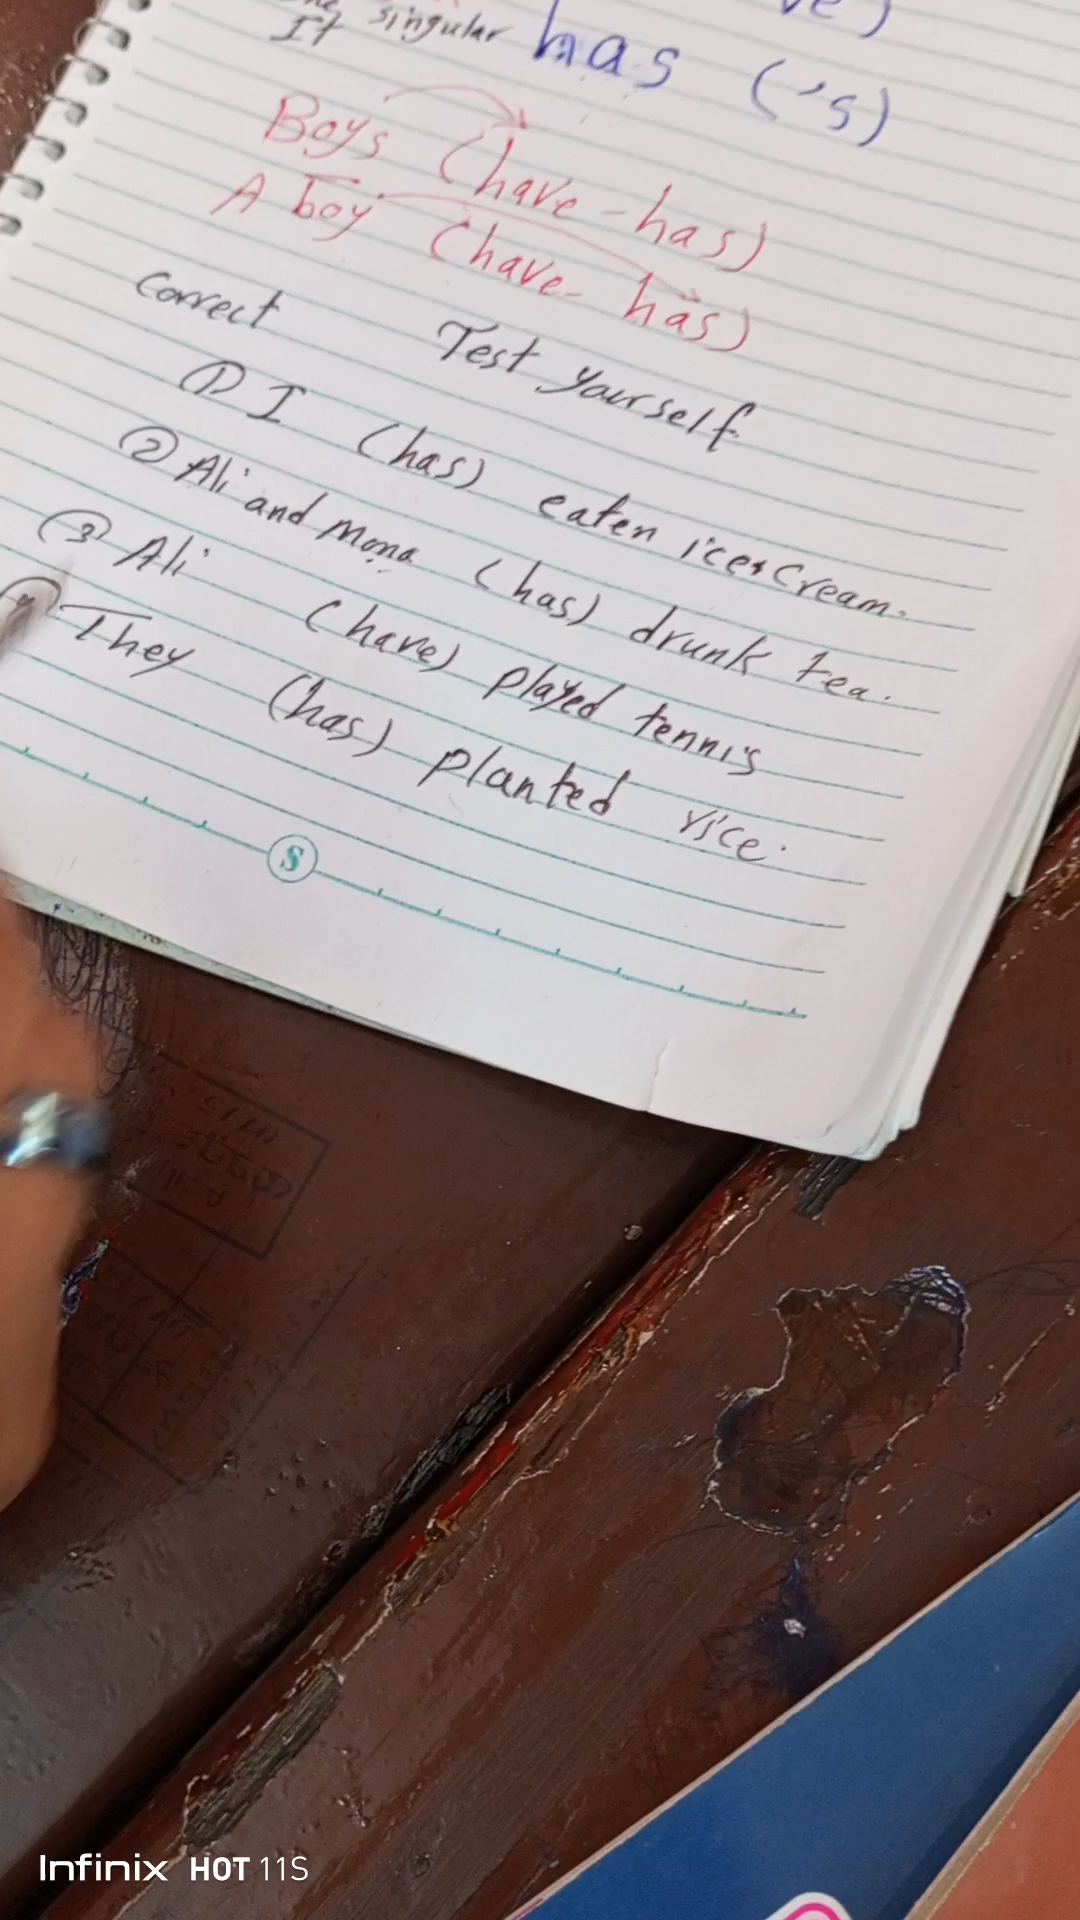 It singular has ('s)
Boys (have - has)
A boy (have - has)
Correct Test yourself
① I (has) eaten ice cream.
② Ali and Mona (has) drunk tea.
③ Ali (have) played tennis
They (has) planted rice.
S
Infinix HOT 11S